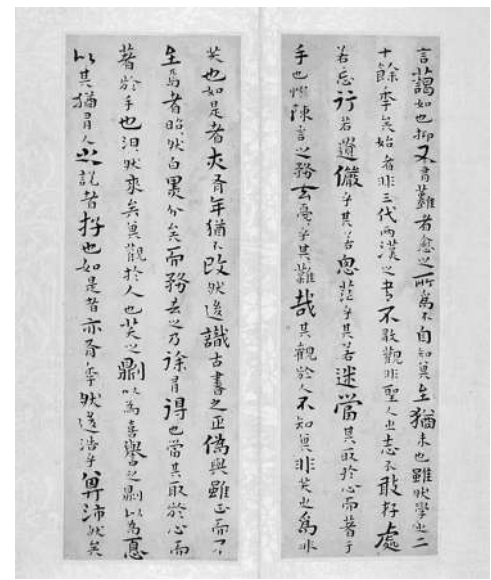 言藹如也抑又有難者愈之所為不自知其至猶未也雖然學之二
十餘秊矣始者非三代兩漢之書不敢觀非聖人之志不敢存處
若忘行若遺儼乎其若思茫乎其若迷當其取於心而著于
手也惟陳言之務去戛乎其難哉其觀於人不知其非笑之為非
笑也如是者亦有年猶不改然後識古書之正偽與雖正而不
至焉者昭然白黑分矣而務去之乃徐有得也當其取於心而
著於手也汩然來矣其觀於人也笑之則以為喜譽之則以為憂
以其猶有人之說者存也如是者亦有秊然後浩乎其沛然矣